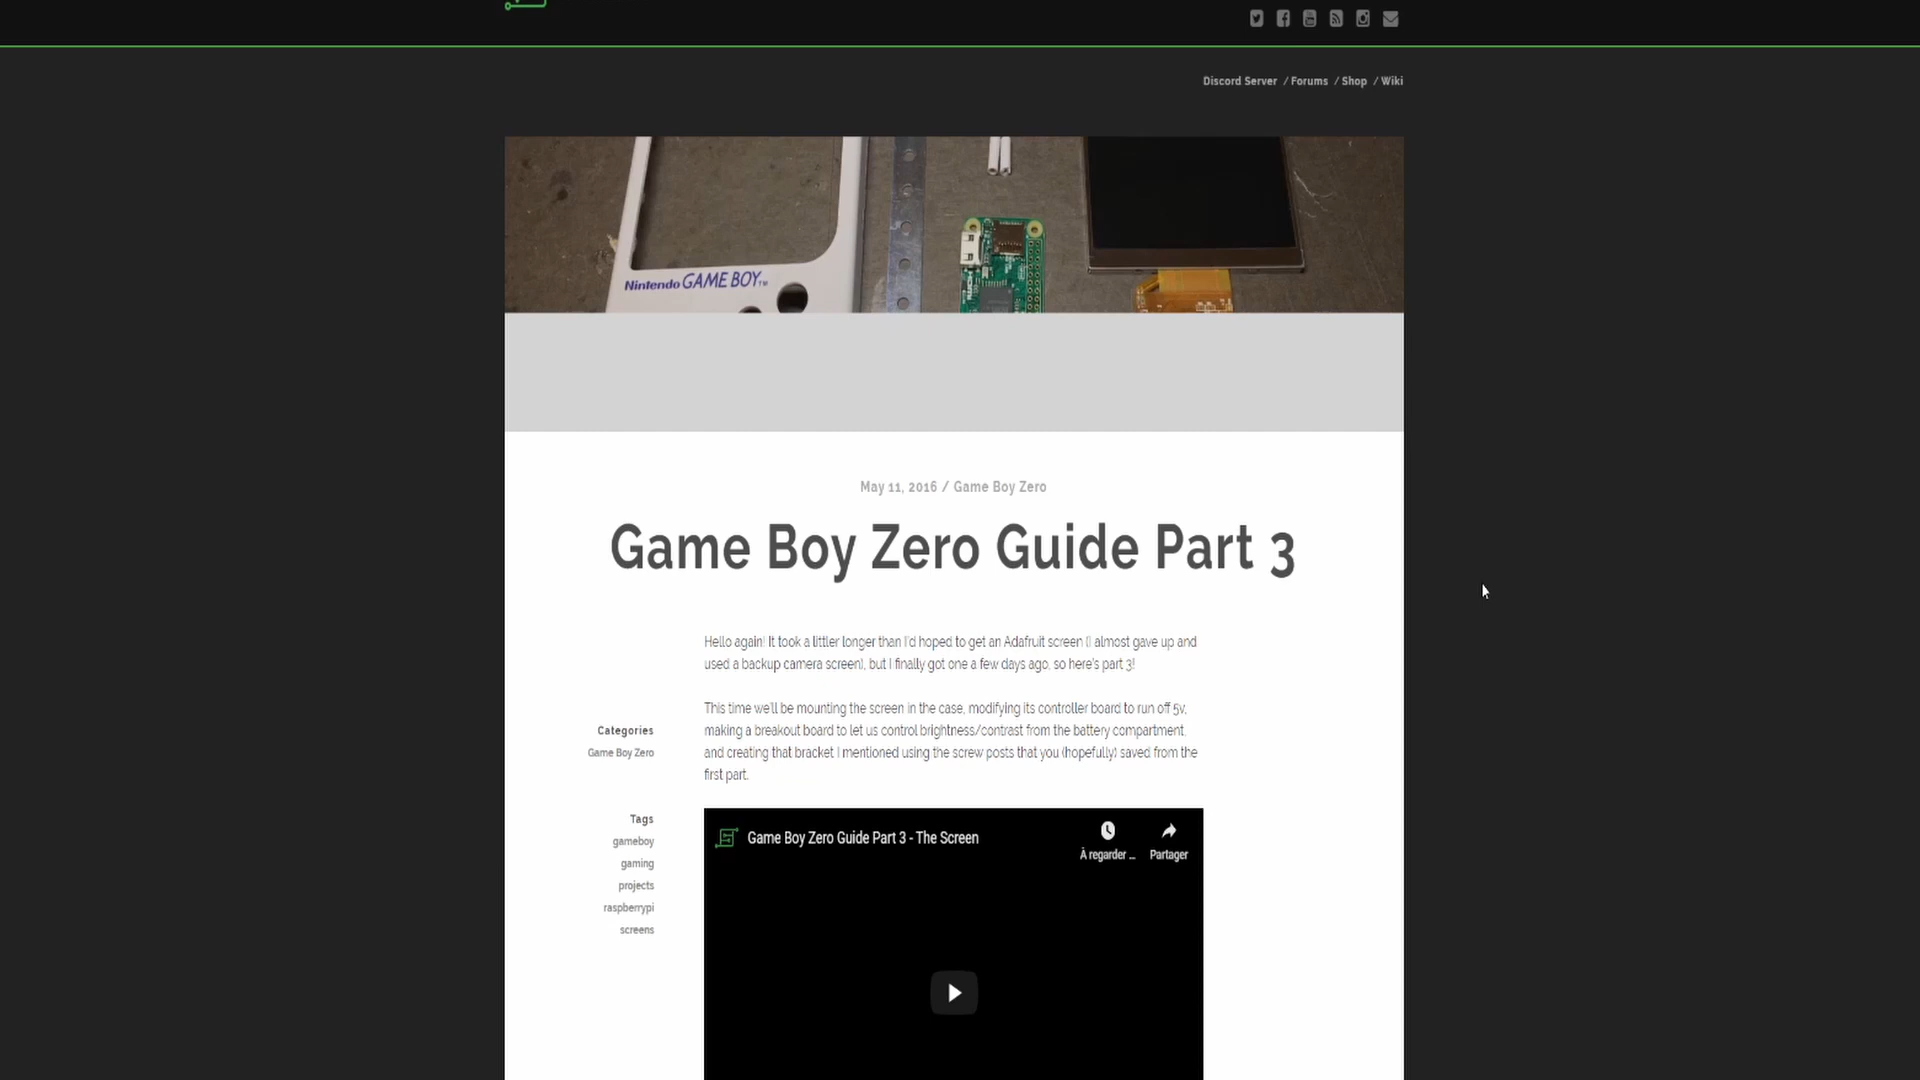 Discord Server / Forums / Shop / Wiki
Nintendo GAME BOY TM
May 11, 2016 / Game Boy Zero
Game Boy Zero Guide Part 3
Hello again! It took a littler longer than I'd hoped to get an Adafruit screen (I almost gave up and
used a backup camera screen), but I finally got one a few days ago, so here's part 3!
This time we'll be mounting the screen in the case, modifying its controller board to run off 5v,
making a breakout board to let us control brightness/contrast from the battery compartment,
and creating that bracket I mentioned using the screw posts that you (hopefully) saved from the
first part.
Categories
Game Boy Zero
Tags
gameboy
gaming
projects
raspberrypi
screens
Game Boy Zero Guide Part 3 - The Screen
À regarder ...
Partager